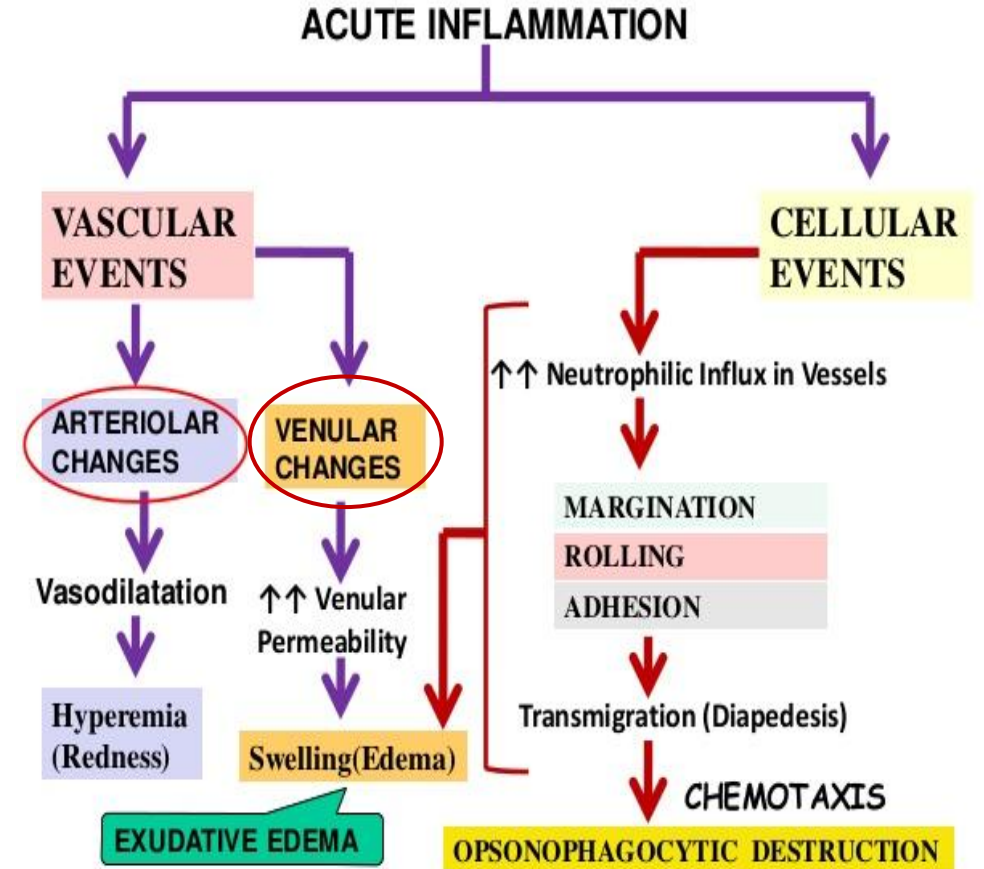 ACUTE INFLAMMATION
VASCULAR
EVENTS
CELLULAR
EVENTS
ARTERIOLAR
CHANGES
VENULAR
CHANGES
Vasodilatation
↑↑ Venular
Permeability
Hyperemia
(Redness)
Swelling(Edema)
EXUDATIVE EDEMA
↑↑ Neutrophilic Influx in Vessels
MARGINATION
ROLLING
ADHESION
Transmigration (Diapedesis)
CHEMOTAXIS
OPSONOPHAGOCYTIC DESTRUCTION